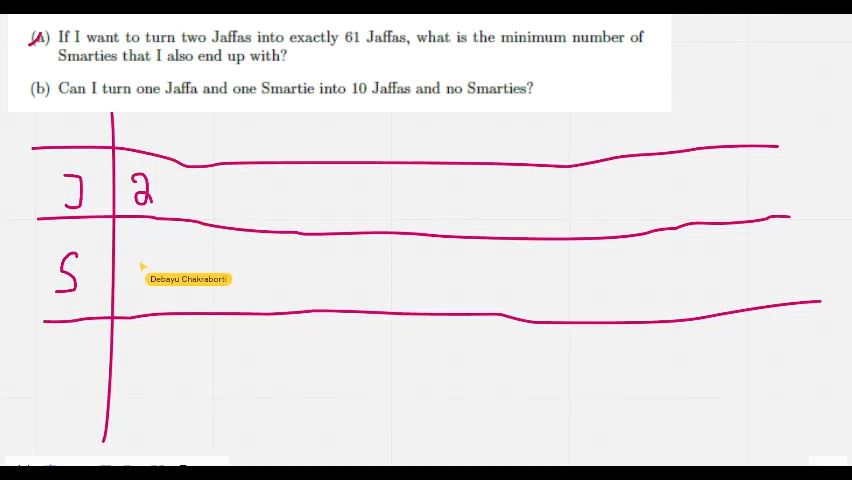 (A) If I want to turn two Jaffas into exactly 61 Jaffas, what is the minimum number of
Smarties that I also end up with?
(b) Can I turn one Jaffa and one Smartie into 10 Jaffas and no Smarties?
J 2
S
Debayu Chakraborti